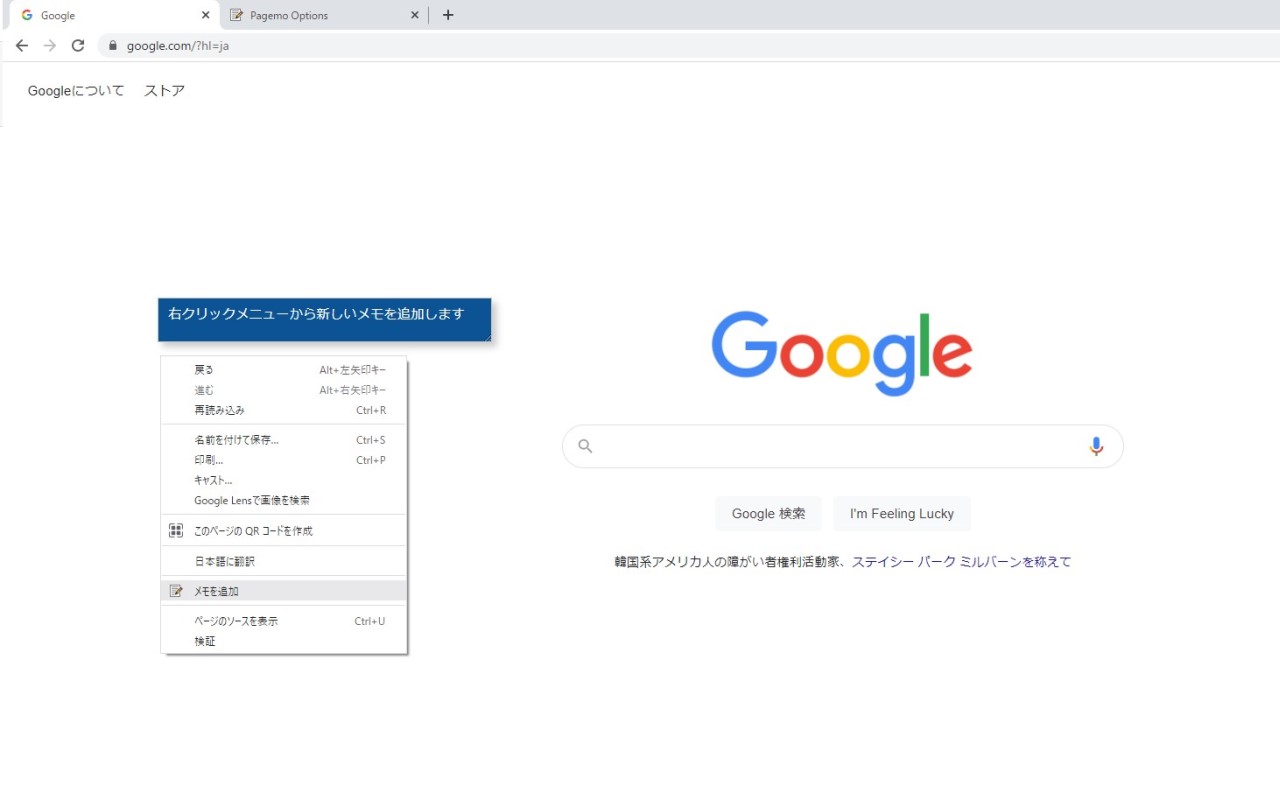 Google
Pagemo Options
google.com/?hl=ja
Googleについて ストア
右クリックメニューから新しいメモを追加します
戻る Alt+左矢印キー
進む Alt+右矢印キー
再読み込み Ctrl+R
名前を付けて保存... Ctrl+S
印刷... Ctrl+P
キャスト...
Google Lensで画像を検索
このページの QR コードを作成
日本語に翻訳
メモを追加
ページのソースを表示 Ctrl+U
検証
Google
Google 検索 I'm Feeling Lucky
韓国系アメリカ人の障がい者権利活動家、ステイシー パーク ミルバーンを称えて